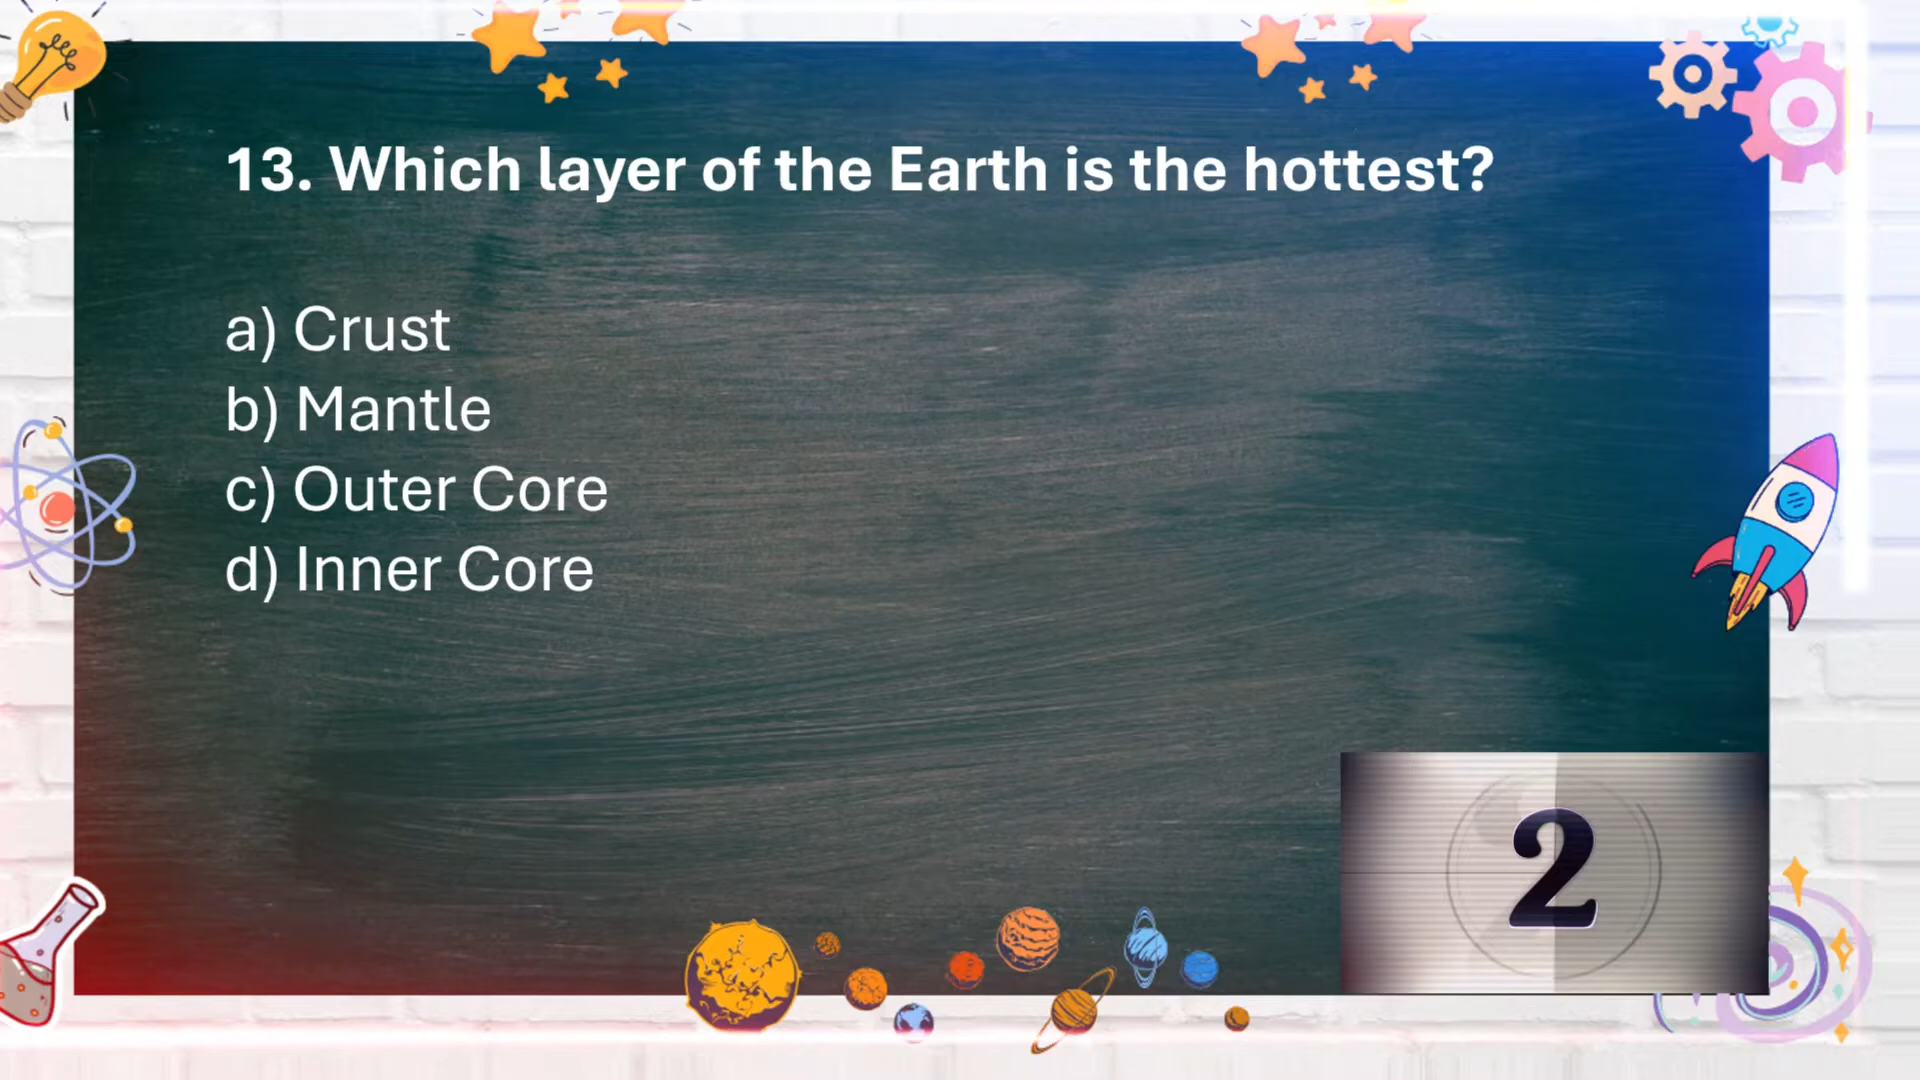 13. Which layer of the Earth is the hottest?
a) Crust
b) Mantle
c) Outer Core
d) Inner Core
2